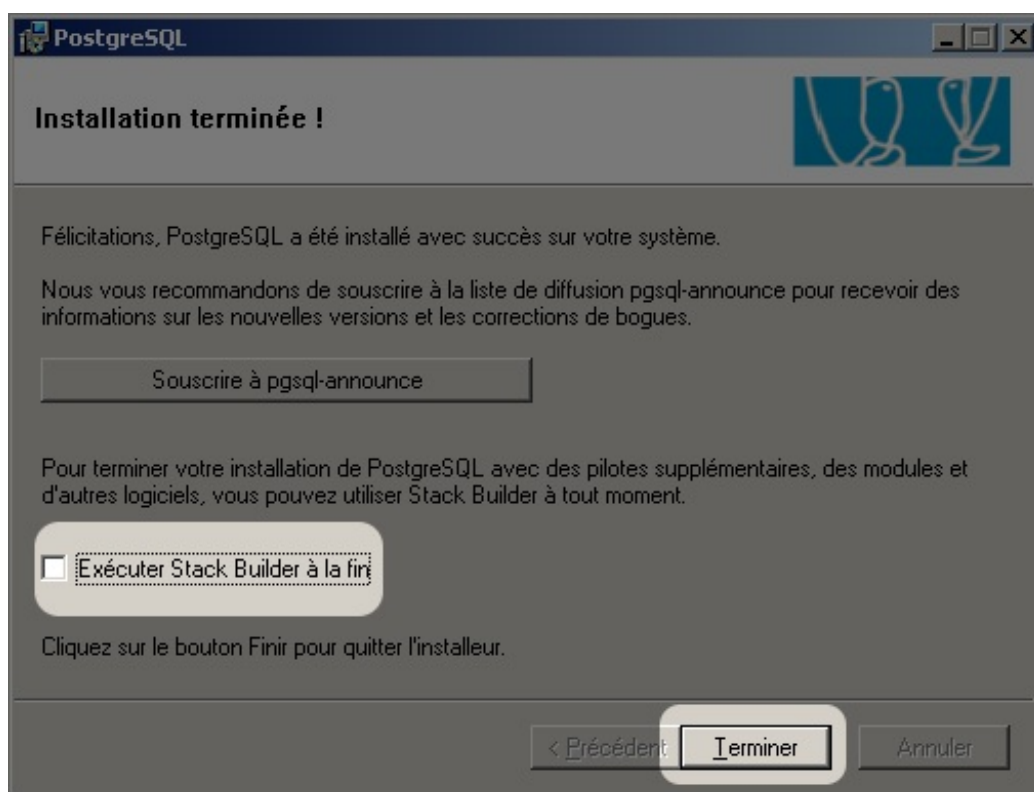 PostgreSQL
Installation terminée !
Félicitations, PostgreSQL a été installé avec succès sur votre système.
Nous vous recommandons de souscrire à la liste de diffusion pgsql-announce pour recevoir des
informations sur les nouvelles versions et les corrections de bogues.
Souscrire à pgsql-announce
Pour terminer votre installation de PostgreSQL avec des pilotes supplémentaires, des modules et
d'autres logiciels, vous pouvez utiliser Stack Builder à tout moment.
Exécuter Stack Builder à la fin
Cliquez sur le bouton Finir pour quitter l'installeur.
< Précédent Terminer Annuler